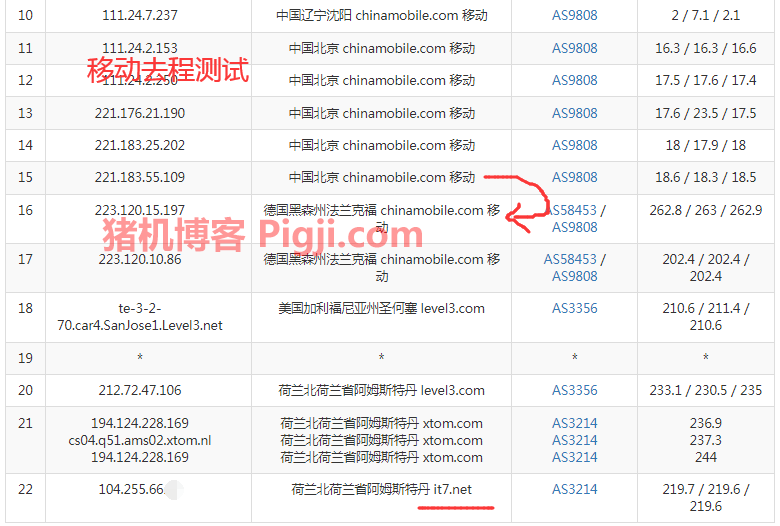 10 111.24.7.237 中国辽宁沈阳 chinamobile.com 移动 AS9808 2 / 7.1 / 2.1
11 111.24.2.153 中国北京 chinamobile.com 移动 AS9808 16.3 / 16.3 / 16.6
移动去程测试
12 111.24.2.250 中国北京 chinamobile.com 移动 AS9808 17.5 / 17.6 / 17.4
13 221.176.21.190 中国北京 chinamobile.com 移动 AS9808 17.6 / 23.5 / 17.5
14 221.183.25.202 中国北京 chinamobile.com 移动 AS9808 18 / 17.9 / 18
15 221.183.55.109 中国北京 chinamobile.com 移动 AS9808 18.6 / 18.3 / 18.5
16 223.120.15.197 德国黑森州法兰克福 chinamobile.com 移 AS58453 / 262.8 / 263 / 262.9
动 AS9808
猪机博客 Pigji.com
17 223.120.10.86 德国黑森州法兰克福 chinamobile.com 移 AS58453 / 202.4 / 202.4 /
动 AS9808 202.4
18 te-3-2- 美国加利福尼亚州圣何塞 level3.com AS3356 210.6 / 211.4 /
70.car4.SanJose1.Level3.net 210.6
19 * * * *
20 212.72.47.106 荷兰北荷兰省阿姆斯特丹 level3.com AS3356 233.1 / 230.5 / 235
21 194.124.228.169 荷兰北荷兰省阿姆斯特丹 xtom.com AS3214 236.9
cs04.q51.ams02.xtom.nl 荷兰北荷兰省阿姆斯特丹 xtom.com AS3214 237.3
194.124.228.169 荷兰北荷兰省阿姆斯特丹 xtom.com AS3214 244
22 104.255.66. 荷兰北荷兰省阿姆斯特丹 it7.net AS3214 219.7 / 219.6 /
219.6